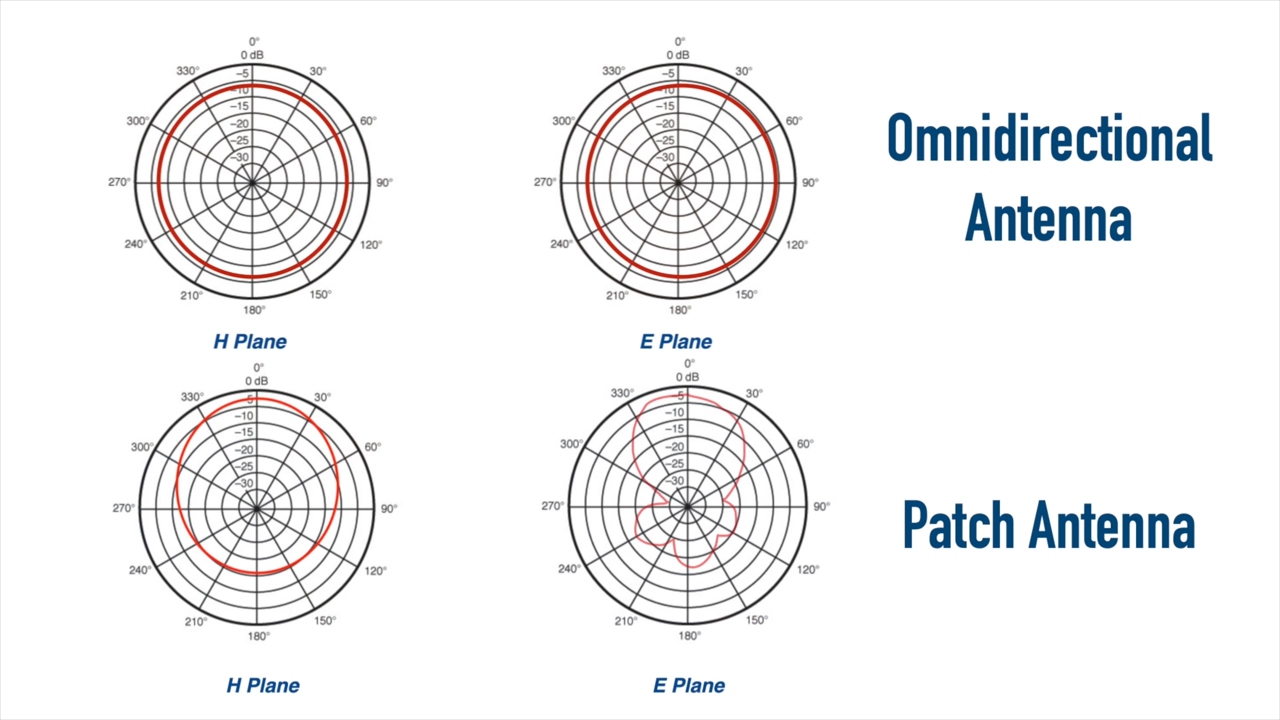 0°
0 dB
330° –5 30°
–10
–15
300° –20 60°
–25
–30
270° 90°
240° 120°
210° 150°
180°
H Plane
0°
0 dB
330° –5 30°
–10
–15
300° –20 60°
–25
–30
270° 90°
240° 120°
210° 150°
180°
E Plane
Omnidirectional
Antenna
0°
0 dB
330° –5 30°
–10
–15
300° –20 60°
–25
–30
270° 90°
240° 120°
210° 150°
180°
H Plane
0°
0 dB
330° –5 30°
–10
–15
300° –20 60°
–25
–30
270° 90°
240° 120°
210° 150°
180°
E Plane
Patch Antenna